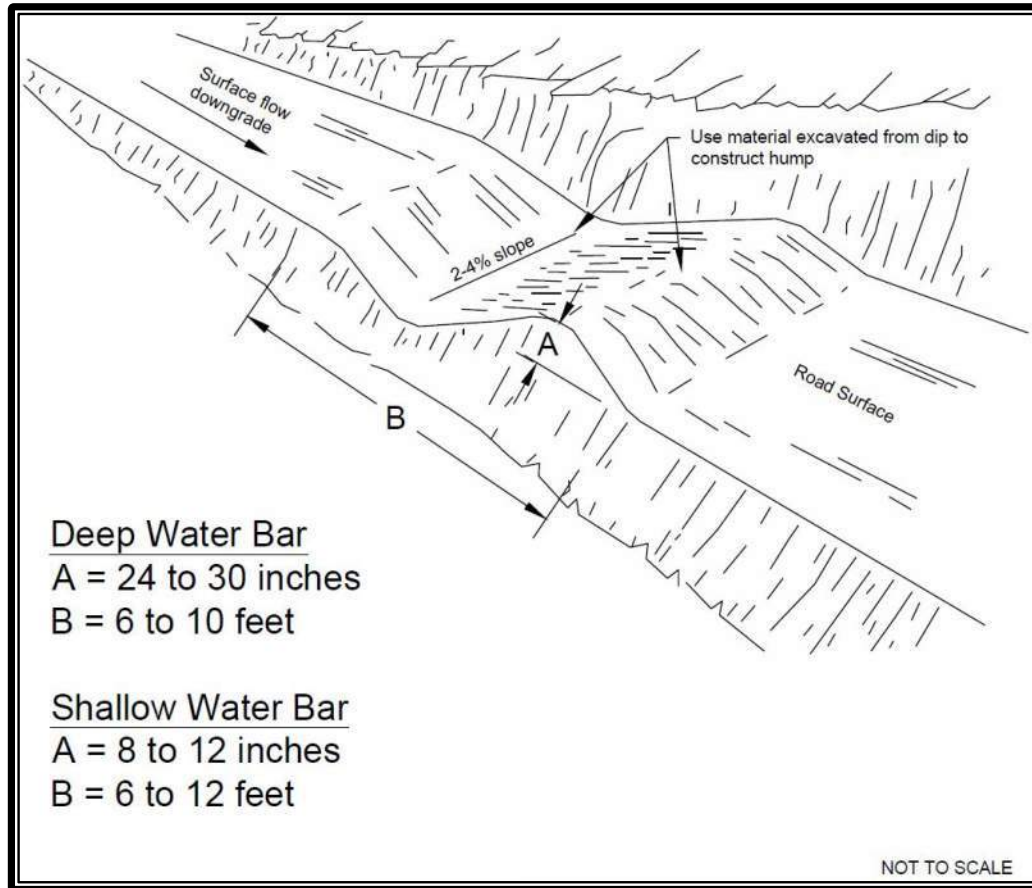 Surface flow
downgrade
Use material excavated from dip to
construct hump
2-4% slope
A
B
Road Surface
Deep Water Bar
A = 24 to 30 inches
B = 6 to 10 feet
Shallow Water Bar
A = 8 to 12 inches
B = 6 to 12 feet
NOT TO SCALE